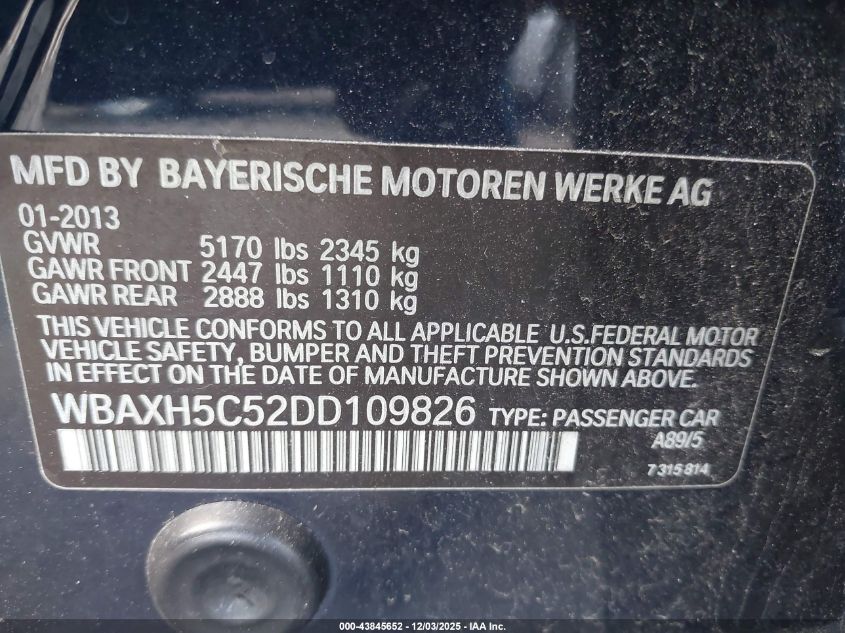 MFD BY BAYERISCHE MOTOREN WERKE AG
01-2013
GVWR 5170 lbs 2345 kg
GAWR FRONT 2447 lbs 1110 kg
GAWR REAR 2888 lbs 1310 kg
THIS VEHICLE CONFORMS TO ALL APPLICABLE U.S.FEDERAL MOTOR
VEHICLE SAFETY, BUMPER AND THEFT PREVENTION STANDARDS
IN EFFECT ON THE DATE OF MANUFACTURE SHOWN ABOVE.
WBAXH5C52DD109826 TYPE: PASSENGER CAR
A89/5
7 315 814
000-43845652 - 12/03/2025 - IAA Inc.